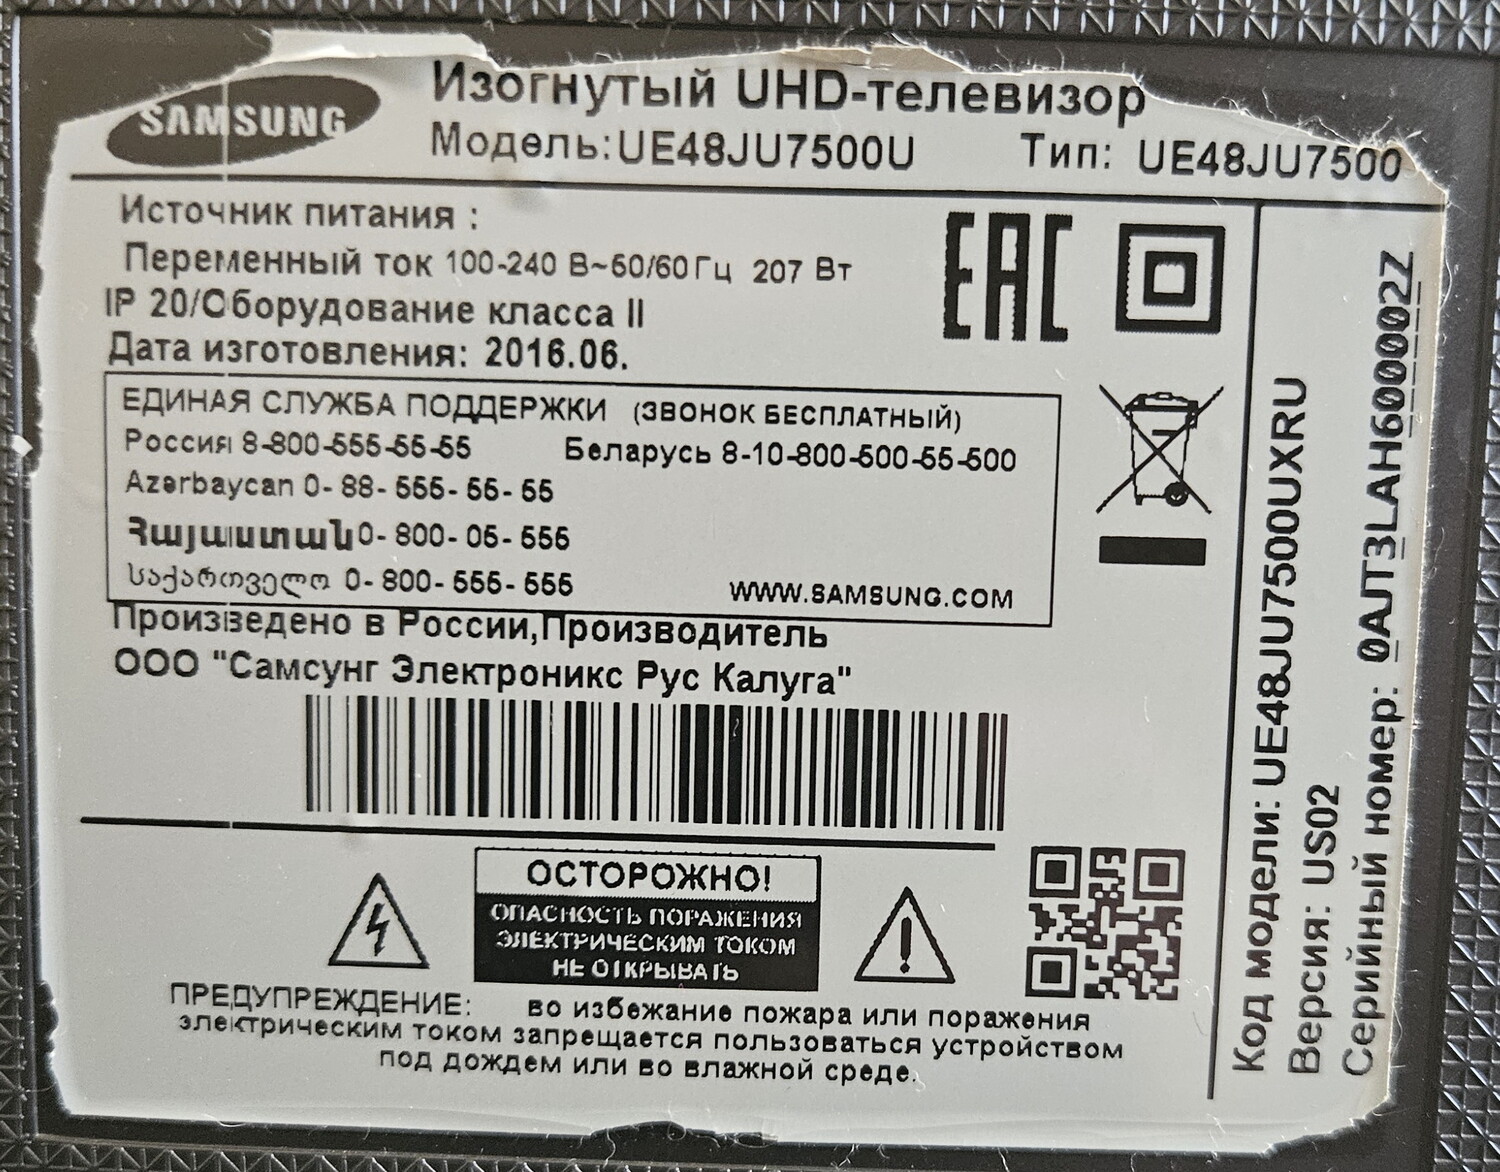 SAMSUNG
Изогнутый UHD-телевизор
Модель:UE48JU7500U Тип: UE48JU7500
Источник питания :
Переменный ток 100-240 В~50/60Гц 207 Вт
IP 20/Оборудование класса II
Дата изготовления: 2016.06.
EAC
ЕДИНАЯ СЛУЖБА ПОДДЕРЖКИ (ЗВОНОК БЕСПЛАТНЫЙ)
Россия 8-800-555-55-55 Беларусь 8-10-800-500-55-500
Azərbaycan 0- 88- 555- 55- 55
Հայաստան 0- 800- 05- 555
საქართველო 0- 800- 555- 555 WWW.SAMSUNG.COM
Произведено в России,Производитель
ООО "Самсунг Электроникс Рус Калуга"
ОСТОРОЖНО!
ОПАСНОСТЬ ПОРАЖЕНИЯ
ЭЛЕКТРИЧЕСКИМ ТОКОМ
НЕ ОТКРЫВАТЬ
ПРЕДУПРЕЖДЕНИЕ: во избежание пожара или поражения
электрическим током запрещается пользоваться устройством
под дождем или во влажной среде.
Код модели: UE48JU7500UXRU
Версия: US02
Серийный номер: 0AJT3LAH600002Z